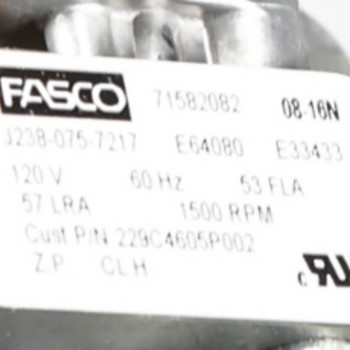 FASCO 71582082 08-16N
J238-075-7217 E64080 E33433
120 V 60 Hz 53 FLA
57 LRA 1500 RPM
Cust P/N 229C4605P002
Z.P. CL H
c RU